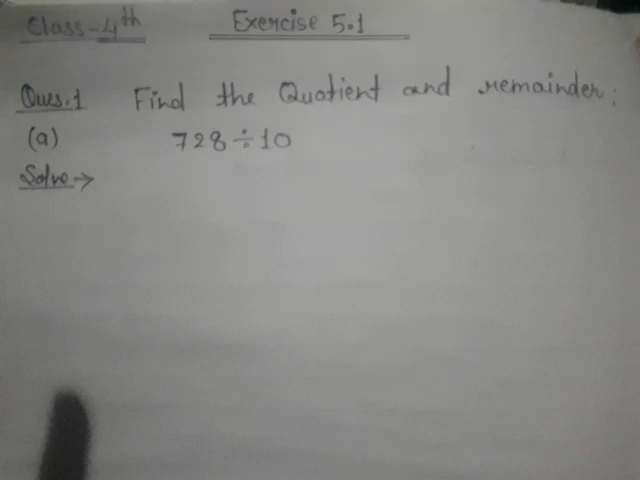 Class-4th Exercise 5.1
Ques.1 Find the Quotient and remainder:
(a) 728÷10
Solve→